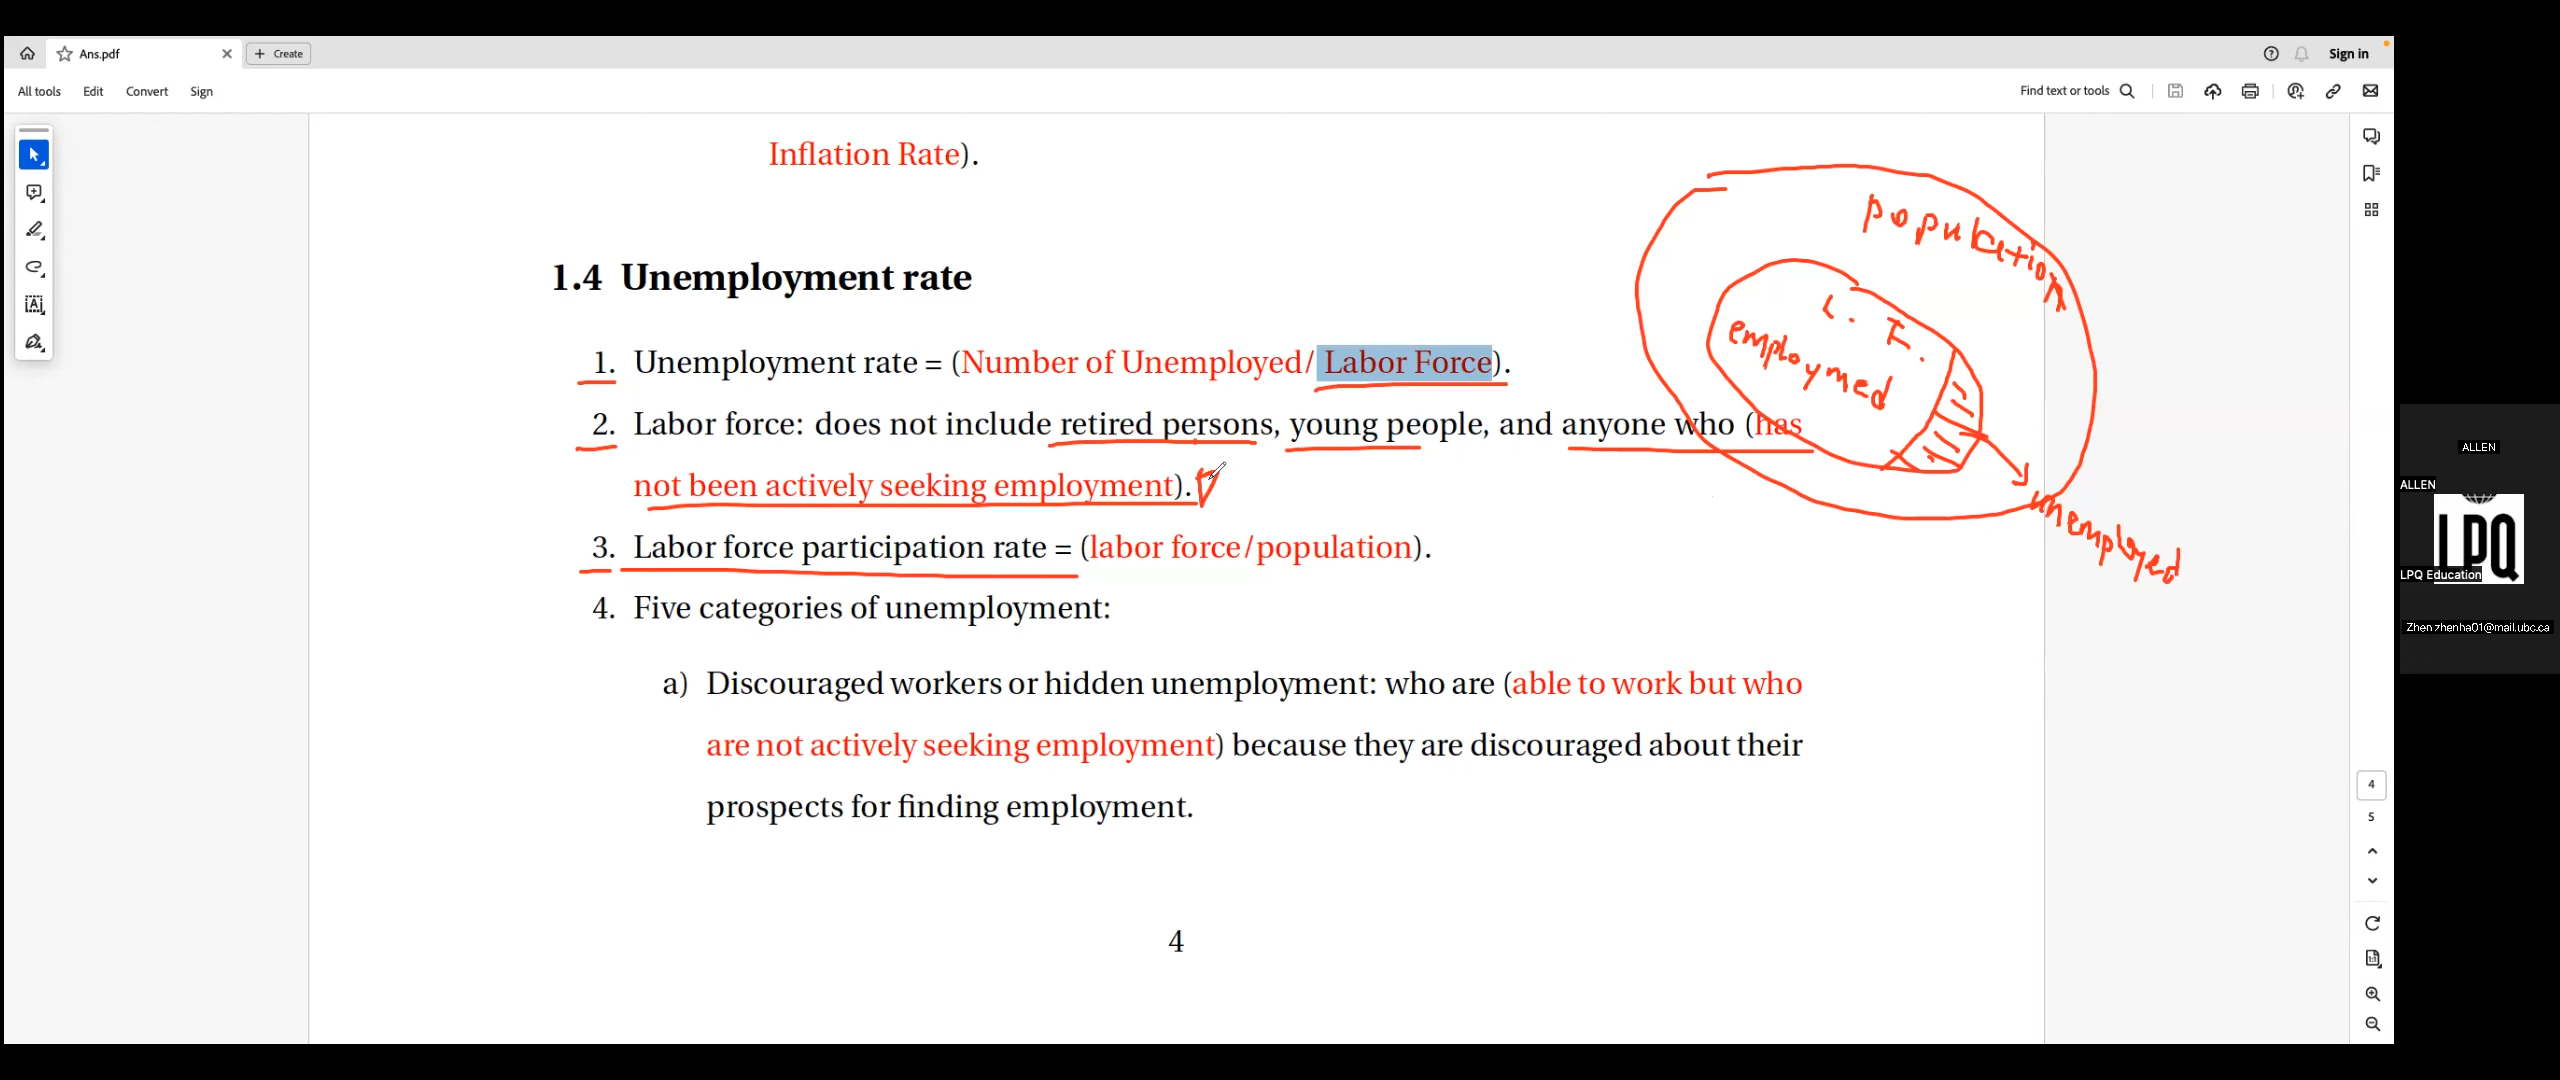 Ans.pdf
Create
Sign in
All tools Edit Convert Sign
Find text or tools
Inflation Rate).
population
1.4 Unemployment rate
L. F.
employmed
1. Unemployment rate = (Number of Unemployed/ Labor Force).
2. Labor force: does not include retired persons, young people, and anyone who (has
not been actively seeking employment).
unemployed
3. Labor force participation rate = (labor force/population).
4. Five categories of unemployment:
a) Discouraged workers or hidden unemployment: who are (able to work but who
are not actively seeking employment) because they are discouraged about their
prospects for finding employment.
4
4
5
ALLEN
ALLEN
LPQ
LPQ Education
Zhen zhenha01@mail.ubc.ca